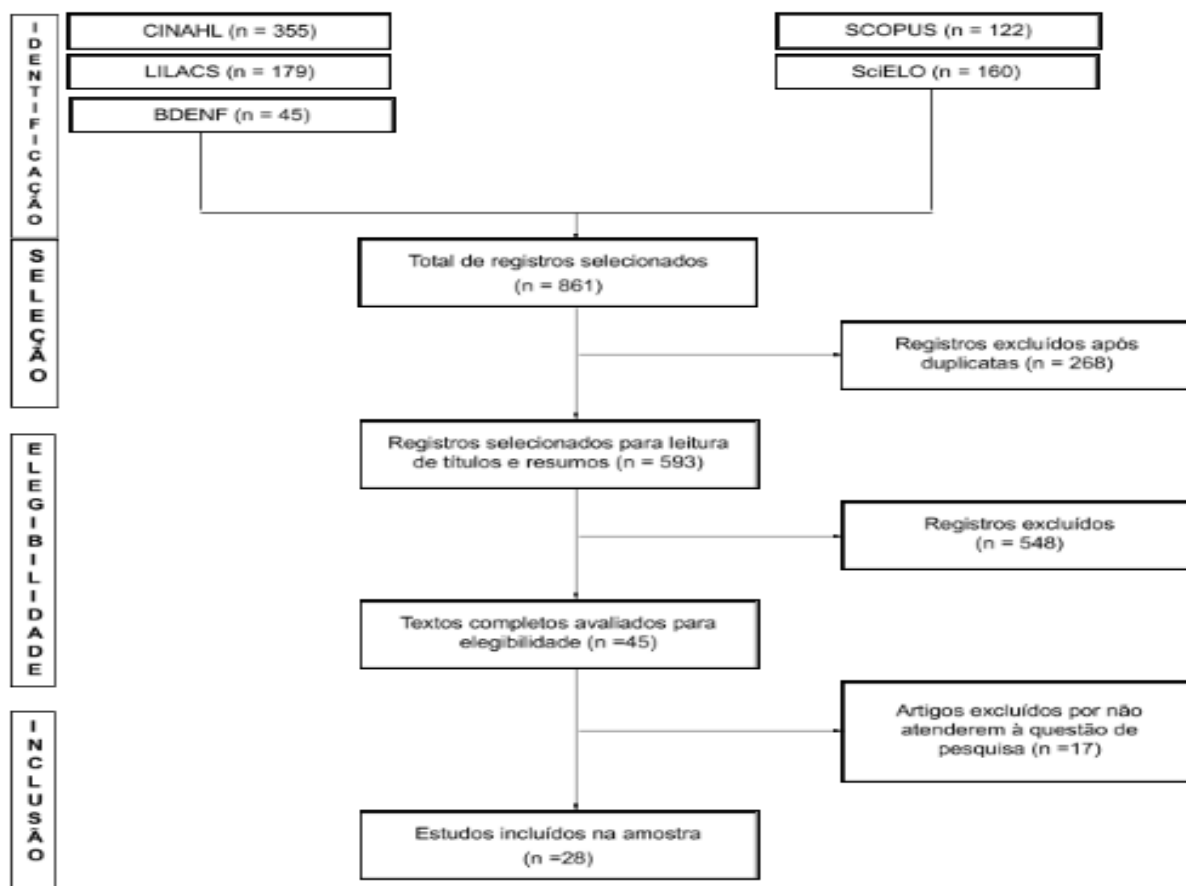 IDENTIFICAÇÃO
CINAHL (n = 355)
SCOPUS (n = 122)
LILACS (n = 179)
SciELO (n = 160)
BDENF (n = 45)
SELEÇÃO
Total de registros selecionados
(n = 861)
Registros excluídos após
duplicatas (n = 268)
ELEGIBILIDADE
Registros selecionados para leitura
de títulos e resumos (n = 593)
Registros excluídos
(n = 548)
Textos completos avaliados para
elegibilidade (n =45)
INCLUSÃO
Artigos excluídos por não
atenderem à questão de
pesquisa (n =17)
Estudos incluídos na amostra
(n =28)